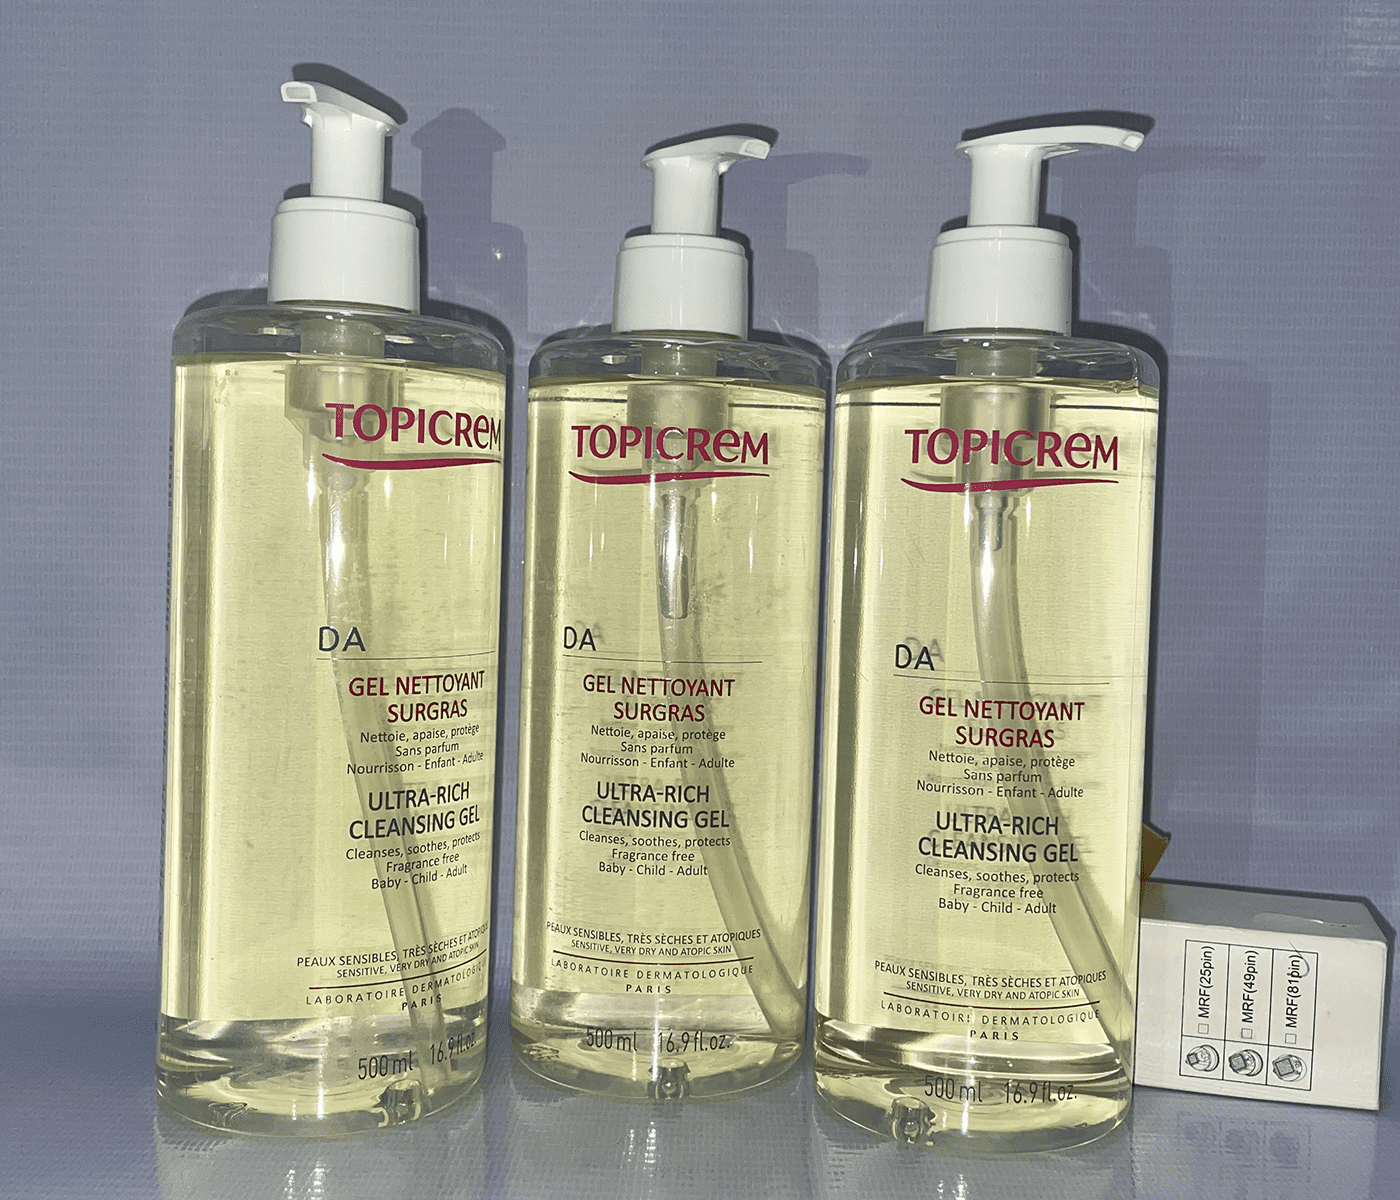 TOPICREM
DA
GEL NETTOYANT
SURGRAS
Nettoie, apaise, protège
Sans parfum
Nourrisson - Enfant - Adulte
ULTRA-RICH
CLEANSING GEL
Cleanses, soothes, protects
Fragrance free
Baby - Child - Adult
PEAUX SENSIBLES, TRÈS SÈCHES ET ATOPIQUES
SENSITIVE, VERY DRY AND ATOPIC SKIN
LABORATOIRE DERMATOLOGIQUE
PARIS
500 ml 16.9 fl.oz.
TOPICREM
DA
GEL NETTOYANT
SURGRAS
Nettoie, apaise, protège
Sans parfum
Nourrisson - Enfant - Adulte
ULTRA-RICH
CLEANSING GEL
Cleanses, soothes, protects
Fragrance free
Baby - Child - Adult
PEAUX SENSIBLES, TRÈS SÈCHES ET ATOPIQUES
SENSITIVE, VERY DRY AND ATOPIC SKIN
LABORATOIRE DERMATOLOGIQUE
PARIS
500 ml 16.9 fl.oz.
TOPICREM
DA
GEL NETTOYANT
SURGRAS
Nettoie, apaise, protège
Sans parfum
Nourrisson - Enfant - Adulte
ULTRA-RICH
CLEANSING GEL
Cleanses, soothes, protects
Fragrance free
Baby - Child - Adult
PEAUX SENSIBLES, TRÈS SÈCHES ET ATOPIQUES
SENSITIVE, VERY DRY AND ATOPIC SKIN
LABORATOIRE DERMATOLOGIQUE
PARIS
500 ml 16.9 fl.oz.
MRF(25pin)
MRF(49pin)
MRF(81pin)